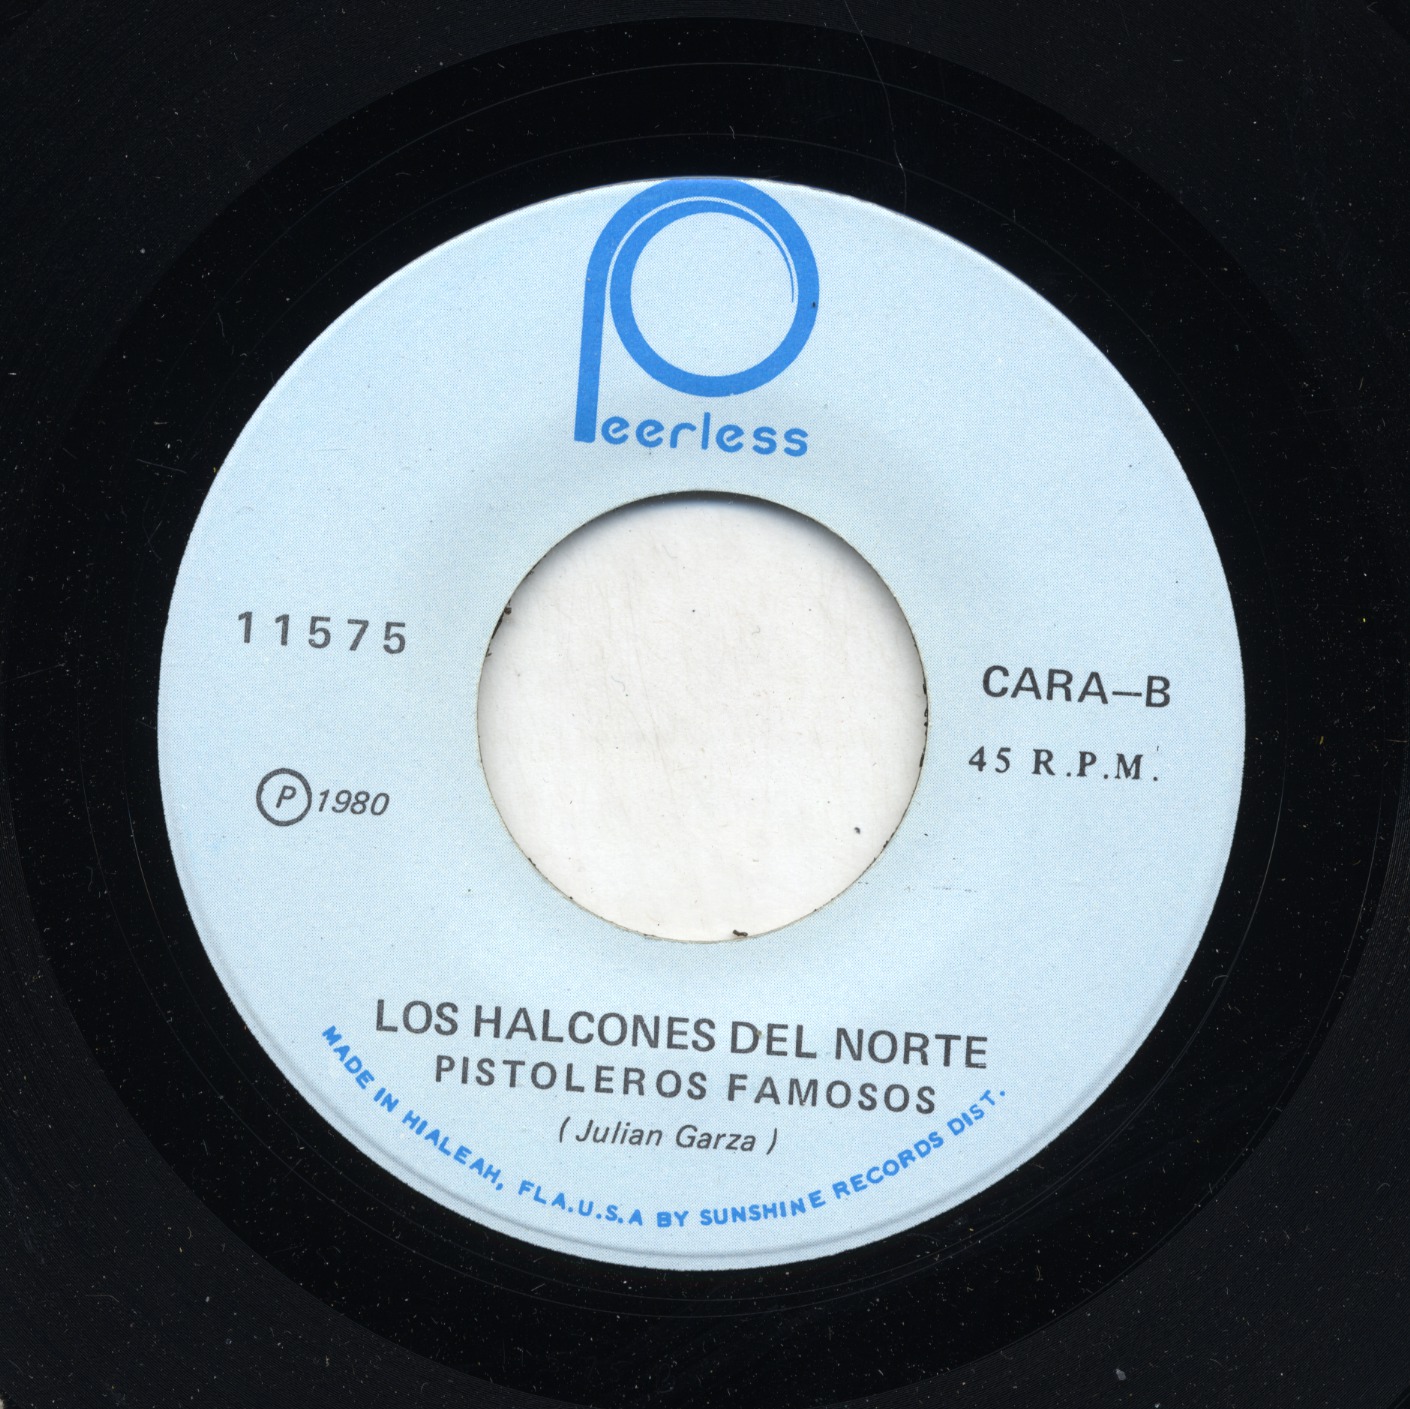 Peerless
11575
CARA—B
45 R.P.M.
Ⓟ1980
LOS HALCONES DEL NORTE
PISTOLEROS FAMOSOS
(Julian Garza)
MADE IN HIALEAH, FLA.U.S.A BY SUNSHINE RECORDS DIST.